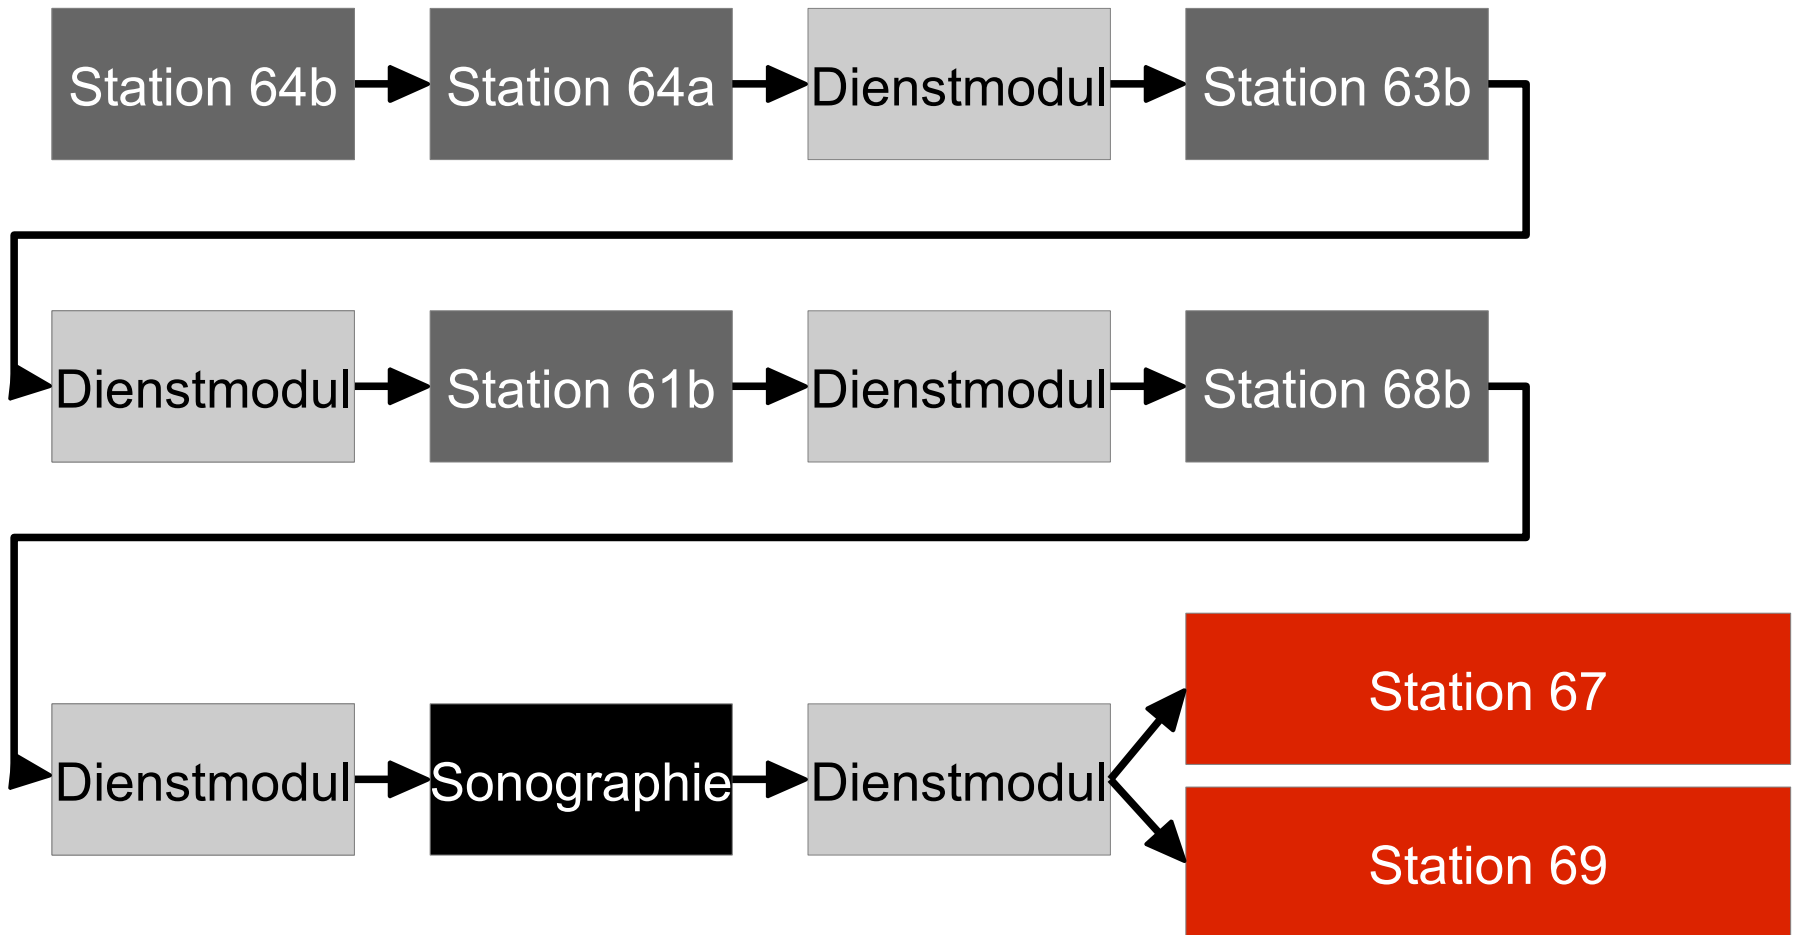 Station 64b
Station 64a
Dienstmodul
Station 63b
Dienstmodul
Station 61b
Dienstmodul
Station 68b
Dienstmodul
Sonographie
Dienstmodul
Station 67
Station 69